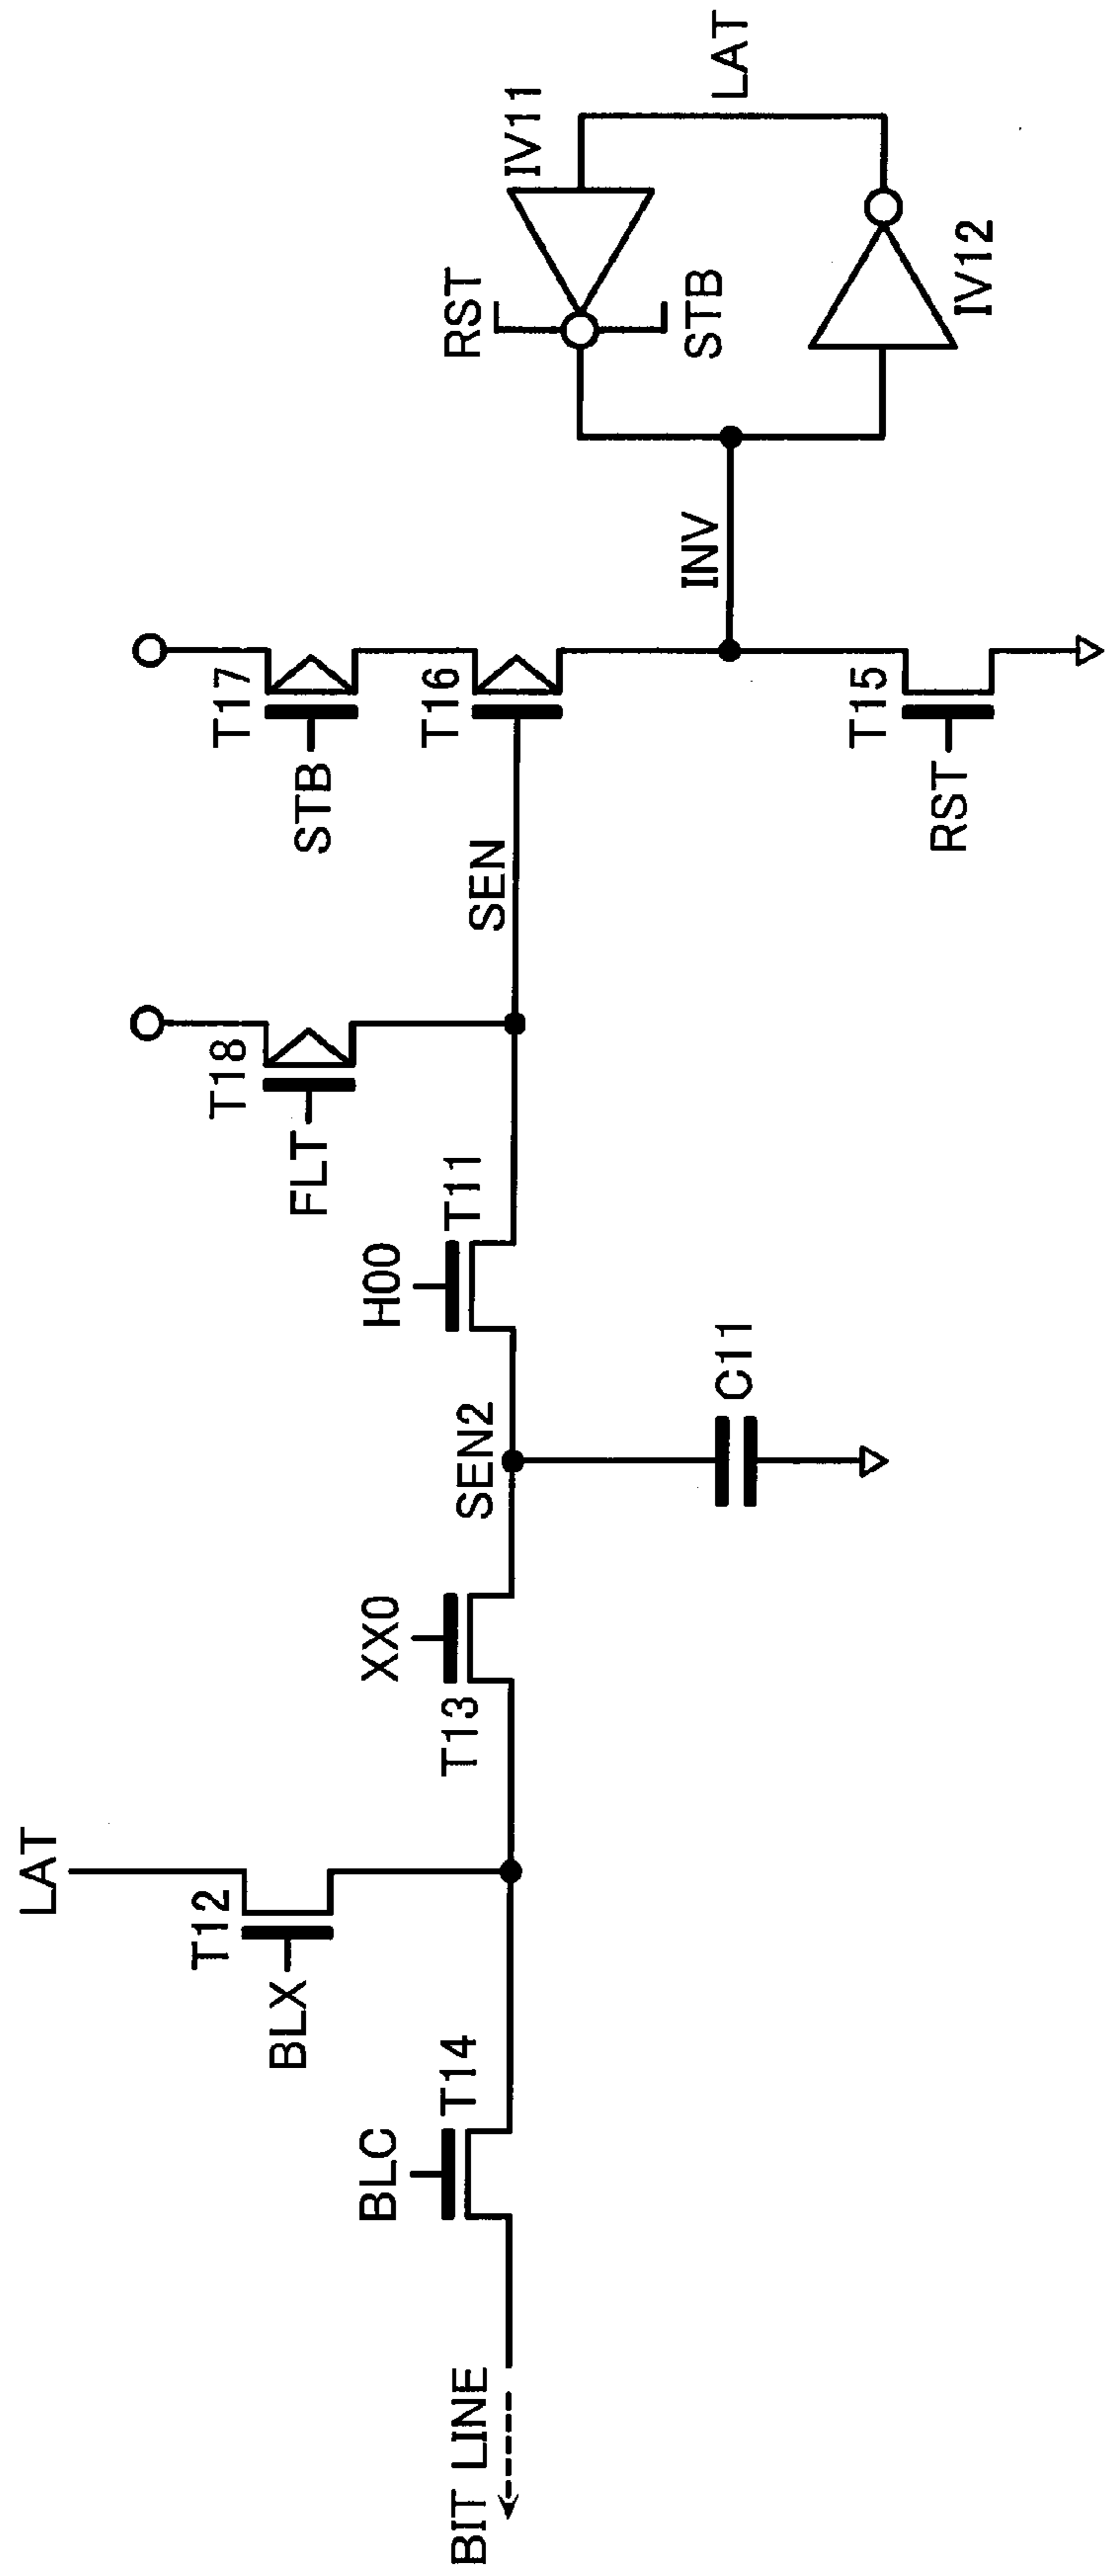 LAT
BLX
T12
BLC
T14
BIT LINE
XX0
T13
SEN2
C11
H00
T11
FLT
T18
SEN
STB
T17
T16
INV
T15
RST
RST
IV11
STB
IV12
LAT